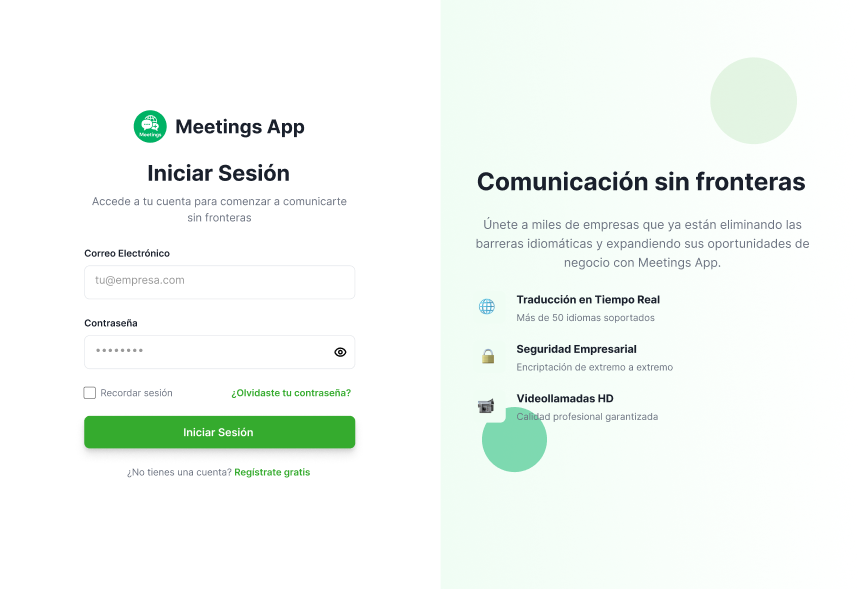 Meetings
Meetings App
Iniciar Sesión
Accede a tu cuenta para comenzar a comunicarte
sin fronteras
Correo Electrónico
tu@empresa.com
Contraseña
Recordar sesión
¿Olvidaste tu contraseña?
Iniciar Sesión
¿No tienes una cuenta? Regístrate gratis
Comunicación sin fronteras
Únete a miles de empresas que ya están eliminando las
barreras idiomáticas y expandiendo sus oportunidades de
negocio con Meetings App.
Traducción en Tiempo Real
Más de 50 idiomas soportados
Seguridad Empresarial
Encriptación de extremo a extremo
Videollamadas HD
Calidad profesional garantizada